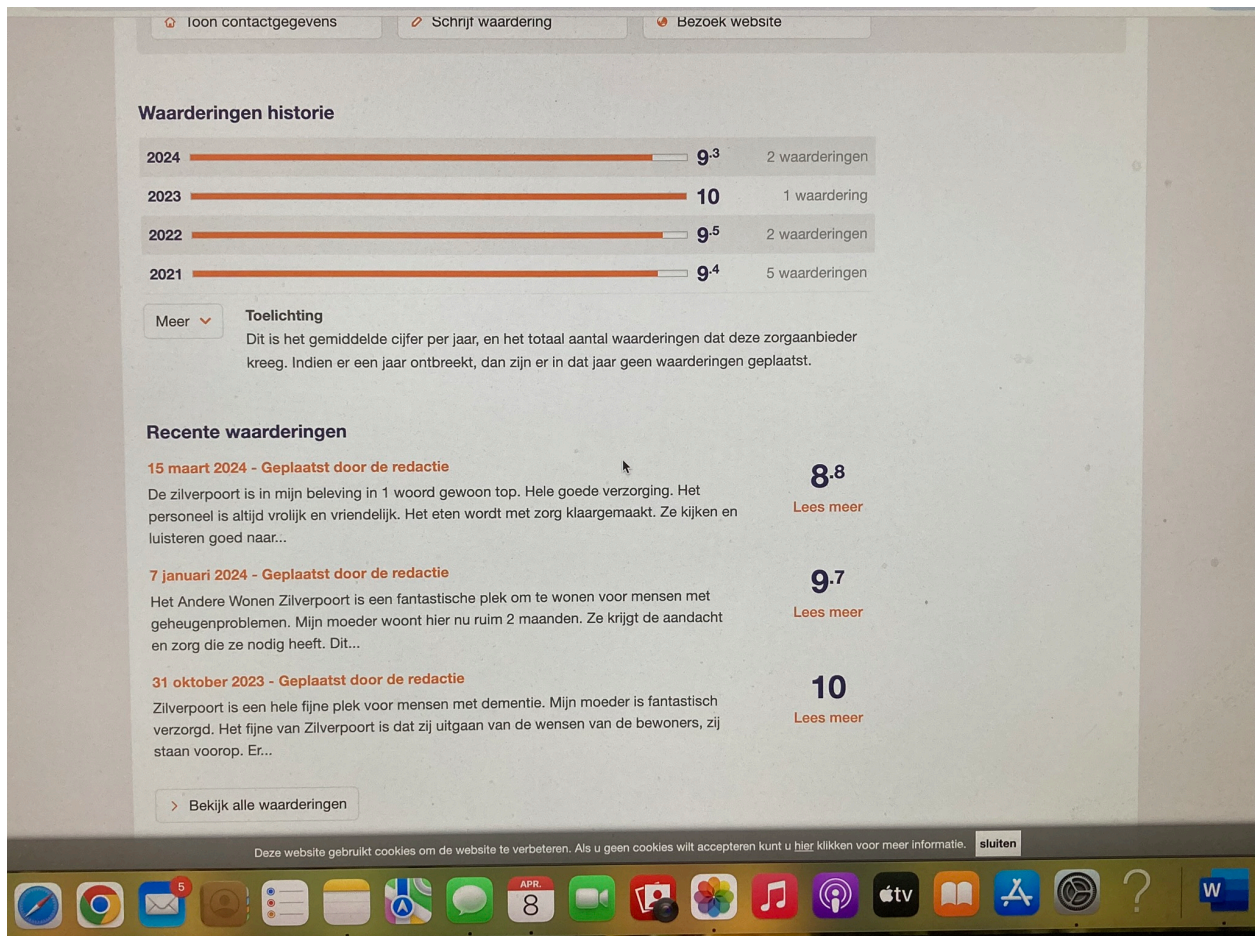 Toon contactgegevens
Schrijf waardering
Bezoek website
Waarderingen historie
2024 9.3 2 waarderingen
2023 10 1 waardering
2022 9.5 2 waarderingen
2021 9.4 5 waarderingen
Meer
Toelichting
Dit is het gemiddelde cijfer per jaar, en het totaal aantal waarderingen dat deze zorgaanbieder
kreeg. Indien er een jaar ontbreekt, dan zijn er in dat jaar geen waarderingen geplaatst.
Recente waarderingen
15 maart 2024 - Geplaatst door de redactie
De zilverpoort is in mijn beleving in 1 woord gewoon top. Hele goede verzorging. Het
personeel is altijd vrolijk en vriendelijk. Het eten wordt met zorg klaargemaakt. Ze kijken en
luisteren goed naar...
8.8
Lees meer
7 januari 2024 - Geplaatst door de redactie
Het Andere Wonen Zilverpoort is een fantastische plek om te wonen voor mensen met
geheugenproblemen. Mijn moeder woont hier nu ruim 2 maanden. Ze krijgt de aandacht
en zorg die ze nodig heeft. Dit...
9.7
Lees meer
31 oktober 2023 - Geplaatst door de redactie
Zilverpoort is een hele fijne plek voor mensen met dementie. Mijn moeder is fantastisch
verzorgd. Het fijne van Zilverpoort is dat zij uitgaan van de wensen van de bewoners, zij
staan voorop. Er...
10
Lees meer
Bekijk alle waarderingen
Deze website gebruikt cookies om de website te verbeteren. Als u geen cookies wilt accepteren kunt u hier klikken voor meer informatie. sluiten
5
APR.
8
tv
W